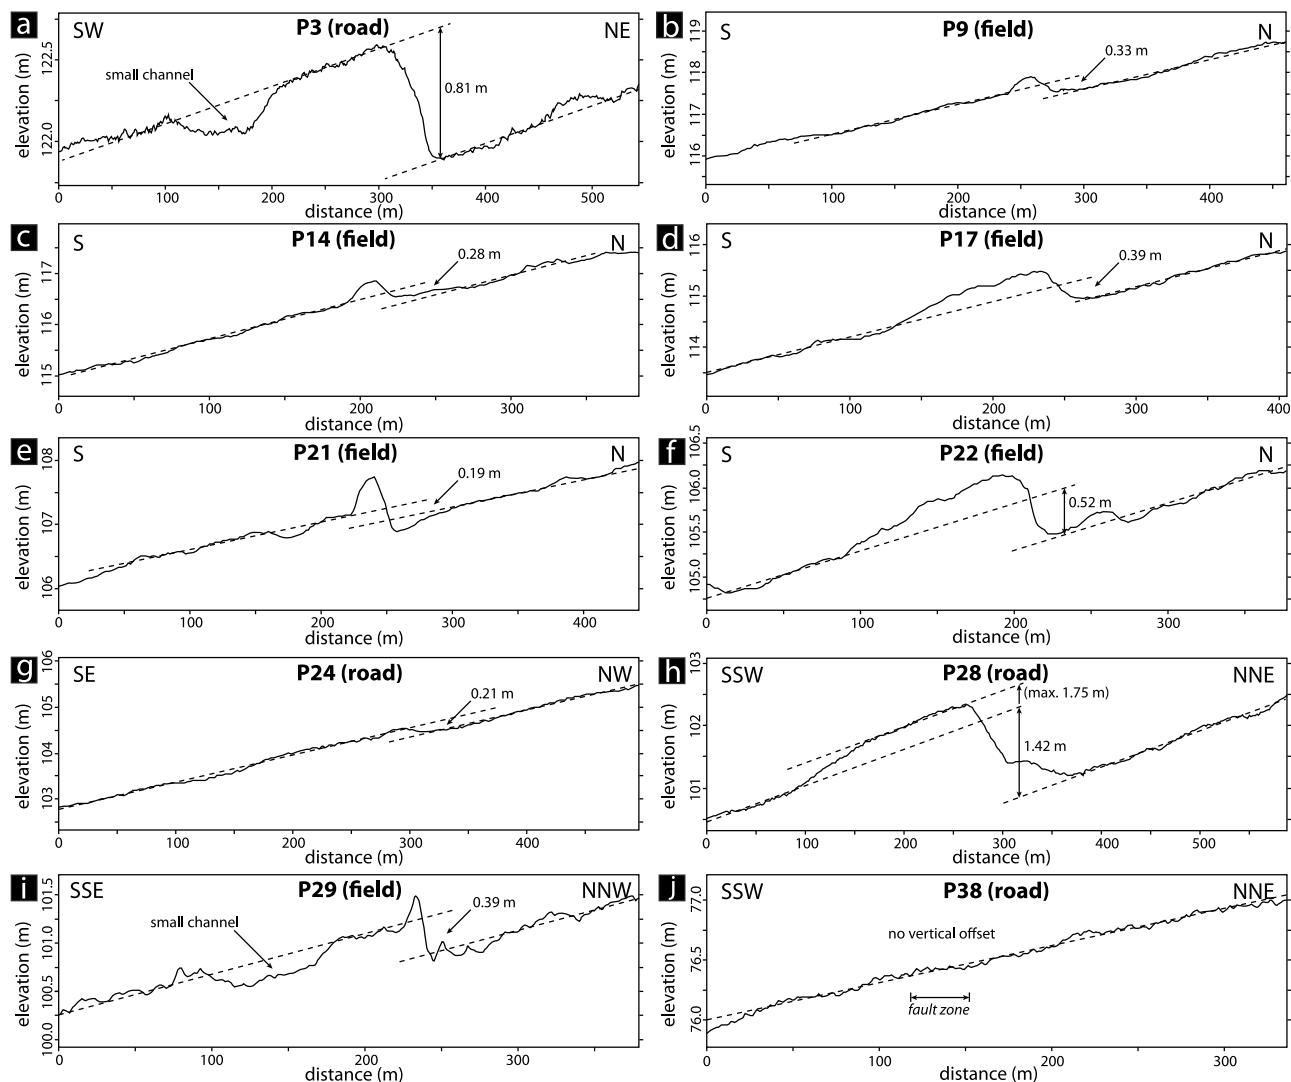 a
SW
P3 (road)
NE
small channel
0.81 m
122.5
122.0
elevation (m)
0 100 200 300 400 500
distance (m)
b
S
P9 (field)
N
0.33 m
119
118
117
116
elevation (m)
0 100 200 300 400
distance (m)
c
S
P14 (field)
N
0.28 m
117
116
115
elevation (m)
0 100 200 300
distance (m)
d
S
P17 (field)
N
0.39 m
116
115
114
elevation (m)
0 100 200 300 400
distance (m)
e
S
P21 (field)
N
0.19 m
108
107
106
elevation (m)
0 100 200 300 400
distance (m)
f
S
P22 (field)
N
0.52 m
106.5
106.0
105.5
105.0
elevation (m)
0 100 200 300
distance (m)
g
SE
P24 (road)
NW
0.21 m
106
105
104
103
elevation (m)
0 100 200 300 400
distance (m)
h
SSW
P28 (road)
NNE
(max. 1.75 m)
1.42 m
103
102
101
elevation (m)
0 100 200 300 400 500
distance (m)
i
SSE
P29 (field)
NNW
small channel
0.39 m
101.5
101.0
100.5
100.0
elevation (m)
0 100 200 300
distance (m)
j
SSW
P38 (road)
NNE
no vertical offset
fault zone
77.0
76.5
76.0
elevation (m)
0 100 200 300
distance (m)